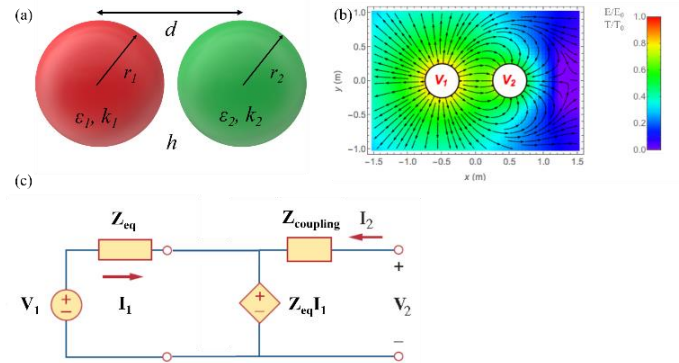 (a)
d
r1
r2
ε1, k1
ε2, k2
h
(b)
1.0
0.5
0.0
-0.5
-1.0
y (m)
V1
V2
-1.5 -1.0 -0.5 0.0 0.5 1.0 1.5
x (m)
E/E0
T/T0
1.0
0.8
0.6
0.4
0.2
0.0
(c)
Zeq
Zcoupling
I2
V1
+
−
I1
+
−
ZeqI1
+
V2
−